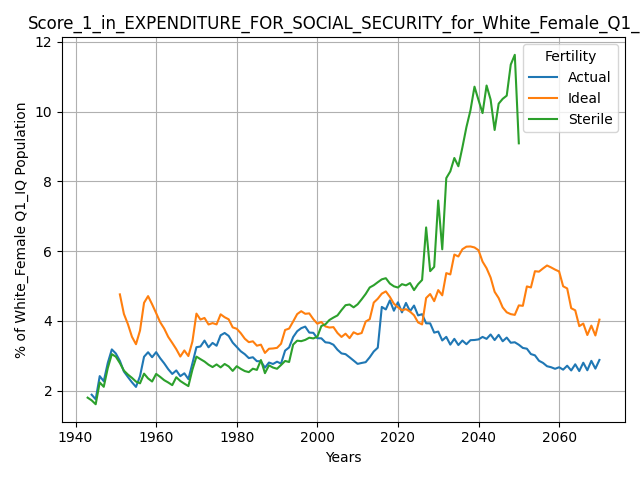 Score_1_in_EXPENDITURE_FOR_SOCIAL_SECURITY_for_White_Female_Q1_
Fertility
Actual
Ideal
Sterile
% of White_Female Q1_IQ Population
12
10
8
6
4
2
1940 1960 1980 2000 2020 2040 2060
Years